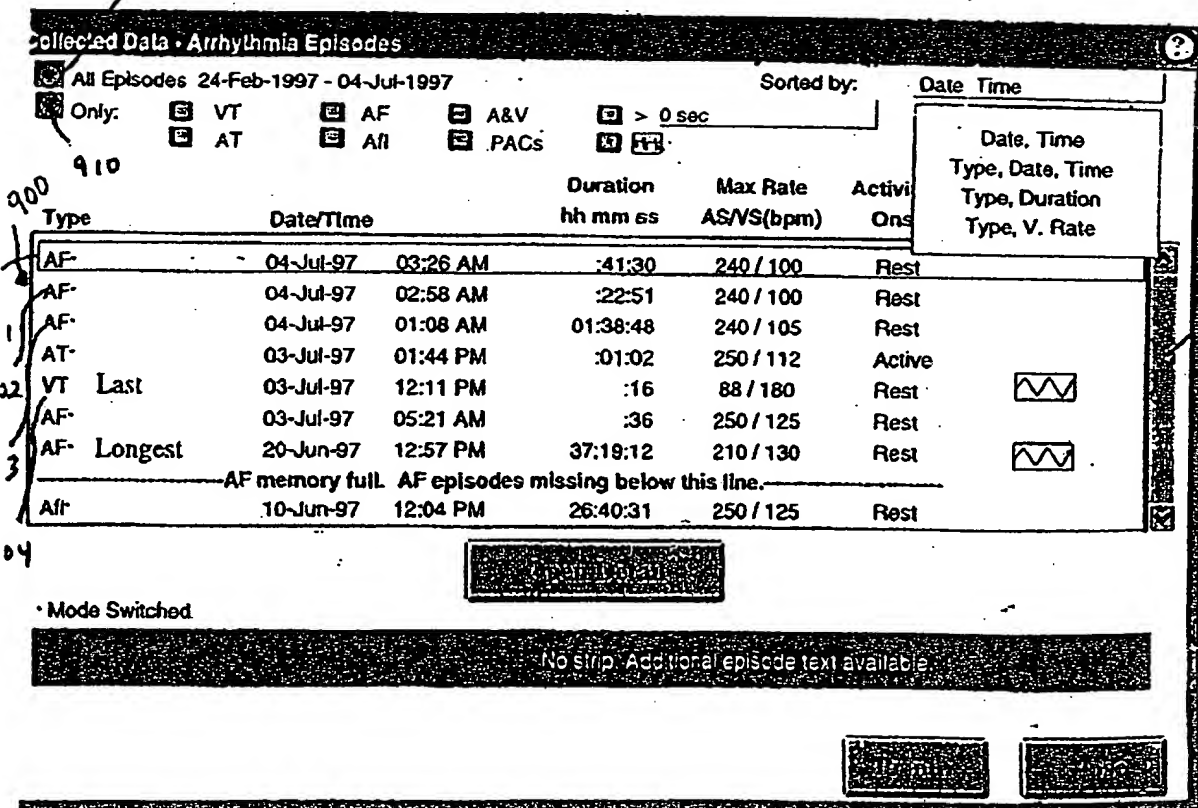 Collected Data • Arrhythmia Episodes ?
All Episodes 24-Feb-1997 - 04-Jul-1997 Sorted by: Date Time
Only: VT AF A&V > 0 sec
AT Afl PACs
Date, Time
Type, Date, Time
Type, Duration
Type, V. Rate
910
900
Duration Max Rate Activi
Type Date/Time hh mm ss AS/VS(bpm) Ons
AF• 04-Jul-97 03:26 AM :41:30 240 / 100 Rest
AF• 04-Jul-97 02:58 AM :22:51 240 / 100 Rest
AF• 04-Jul-97 01:08 AM 01:38:48 240 / 105 Rest
AT• 03-Jul-97 01:44 PM :01:02 250 / 112 Active
VT Last 03-Jul-97 12:11 PM :16 88 / 180 Rest
AF• 03-Jul-97 05:21 AM :36 250 / 125 Rest
AF• Longest 20-Jun-97 12:57 PM 37:19:12 210 / 130 Rest
AF memory full. AF episodes missing below this line.
Afl• 10-Jun-97 12:04 PM 26:40:31 250 / 125 Rest
1
02
3
04
• Mode Switched
No strip. Additional episode text available.